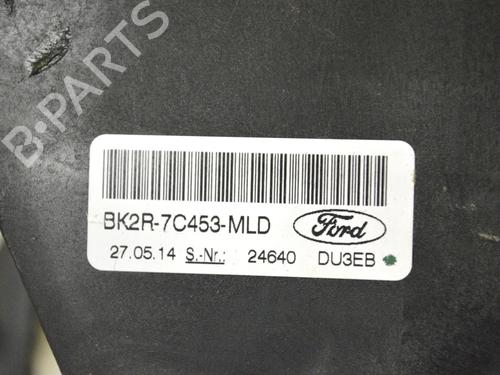 B·PARTS
BK2R-7C453-MLD
Ford
27.05.14 S.-Nr.: 24640 DU3EB